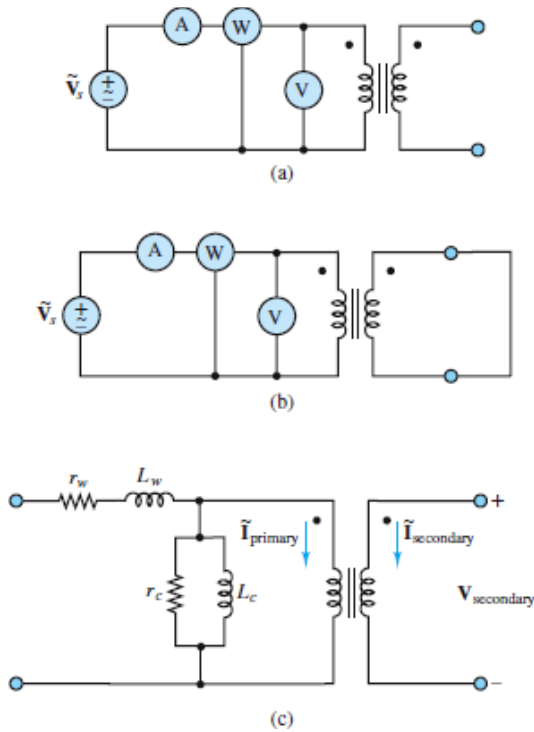 A W
Ṽs + ~ − V
(a)
A W
Ṽs + ~ − V
(b)
rw Lw
+
Ĩprimary Ĩsecondary
rc Lc Vsecondary
−
(c)